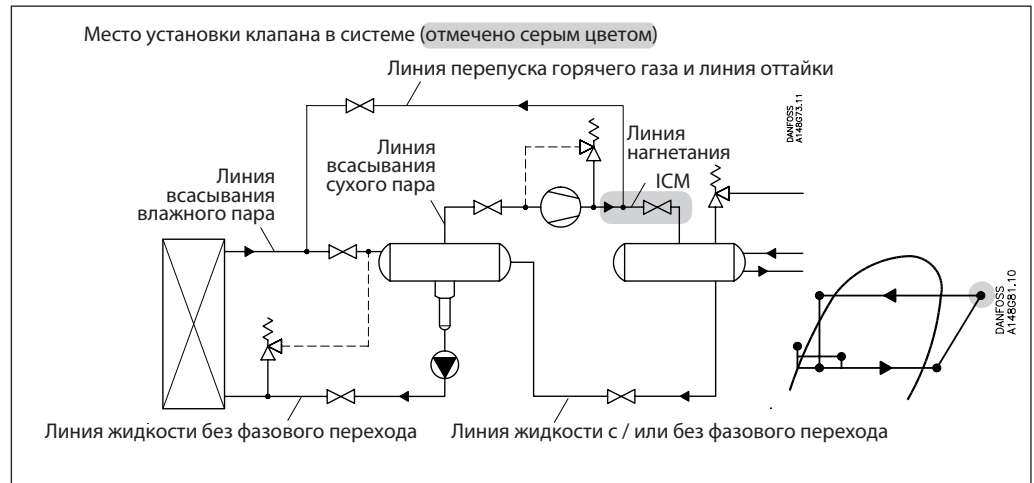 Место установки клапана в системе (отмечено серым цветом)
Линия перепуска горячего газа и линия оттайки
DANFOSS
A148G73.11
Линия
нагнетания
ICM
Линия
всасывания
сухого пара
Линия
всасывания
влажного пара
DANFOSS
A148G81.10
Линия жидкости без фазового перехода
Линия жидкости с / или без фазового перехода